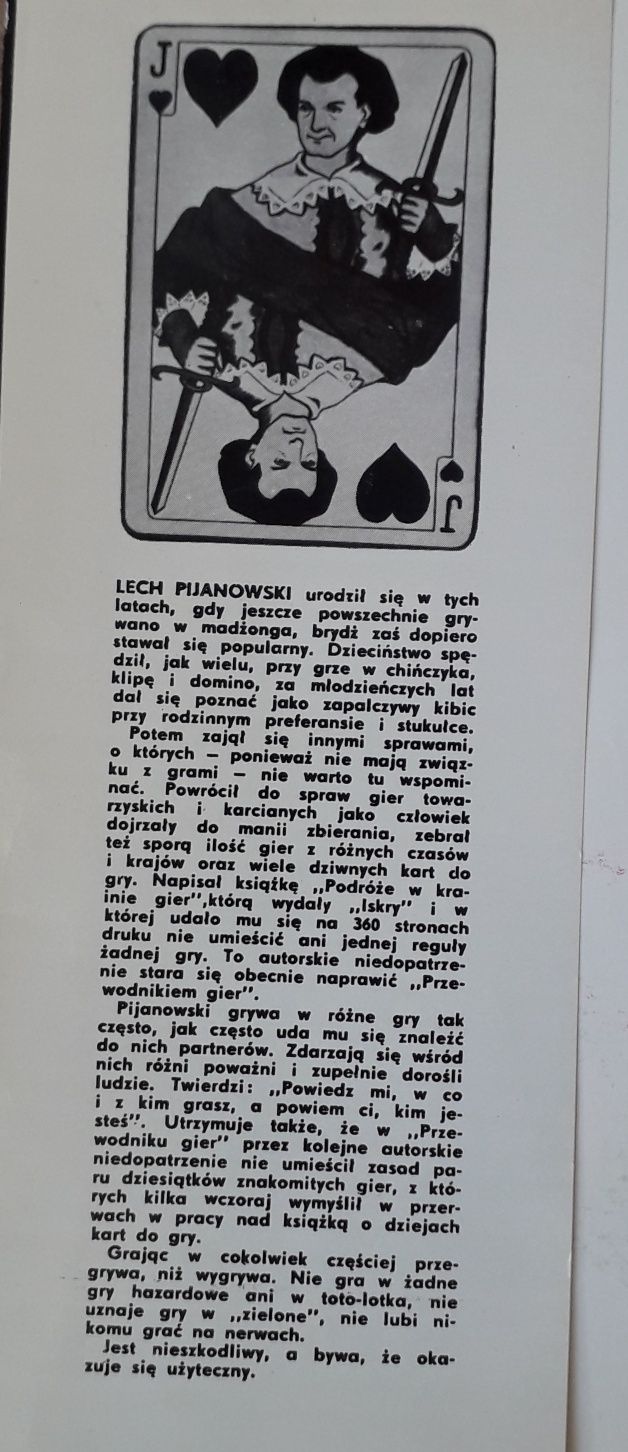 J
LECH PIJANOWSKI urodził się w tych
latach, gdy jeszcze powszechnie gry-
wano w madżonga, brydż zaś dopiero
stawał się popularny. Dzieciństwo spę-
dził, jak wielu, przy grze w chińczyka,
klipę i domino, za młodzieńczych lat
dał się poznać jako zapalczywy kibic
przy rodzinnym preferansie i stukułce.
Potem zajął się innymi sprawami,
o których — ponieważ nie mają związ-
ku z grami — nie warto tu wspomi-
nać. Powrócił do spraw gier towa-
rzyskich i karcianych jako człowiek
dojrzały do manii zbierania, zebrał
też sporą ilość gier z różnych czasów
i krajów oraz wiele dziwnych kart do
gry. Napisał książkę „Podróże w kra-
inie gier",którą wydały „Iskry" i w
której udało mu się na 360 stronach
druku nie umieścić ani jednej reguły
żadnej gry. To autorskie niedopatrze-
nie stara się obecnie naprawić „Prze-
wodnikiem gier".
Pijanowski grywa w różne gry tak
często, jak często uda mu się znaleźć
do nich partnerów. Zdarzają się wśród
nich różni poważni i zupełnie dorośli
ludzie. Twierdzi: „Powiedz mi, w co
i z kim grasz, a powiem ci, kim je-
steś". Utrzymuje także, że w „Prze-
wodniku gier" przez kolejne autorskie
niedopatrzenie nie umieścił zasad pa-
ru dziesiątków znakomitych gier, z któ-
rych kilka wczoraj wymyślił w przer-
wach w pracy nad książką o dziejach
kart do gry.
Grając w cokolwiek częściej prze-
grywa, niż wygrywa. Nie gra w żadne
gry hazardowe ani w toto-lotka, nie
uznaje gry w „zielone", nie lubi ni-
komu grać na nerwach.
Jest nieszkodliwy, a bywa, że oka-
zuje się użyteczny.
J